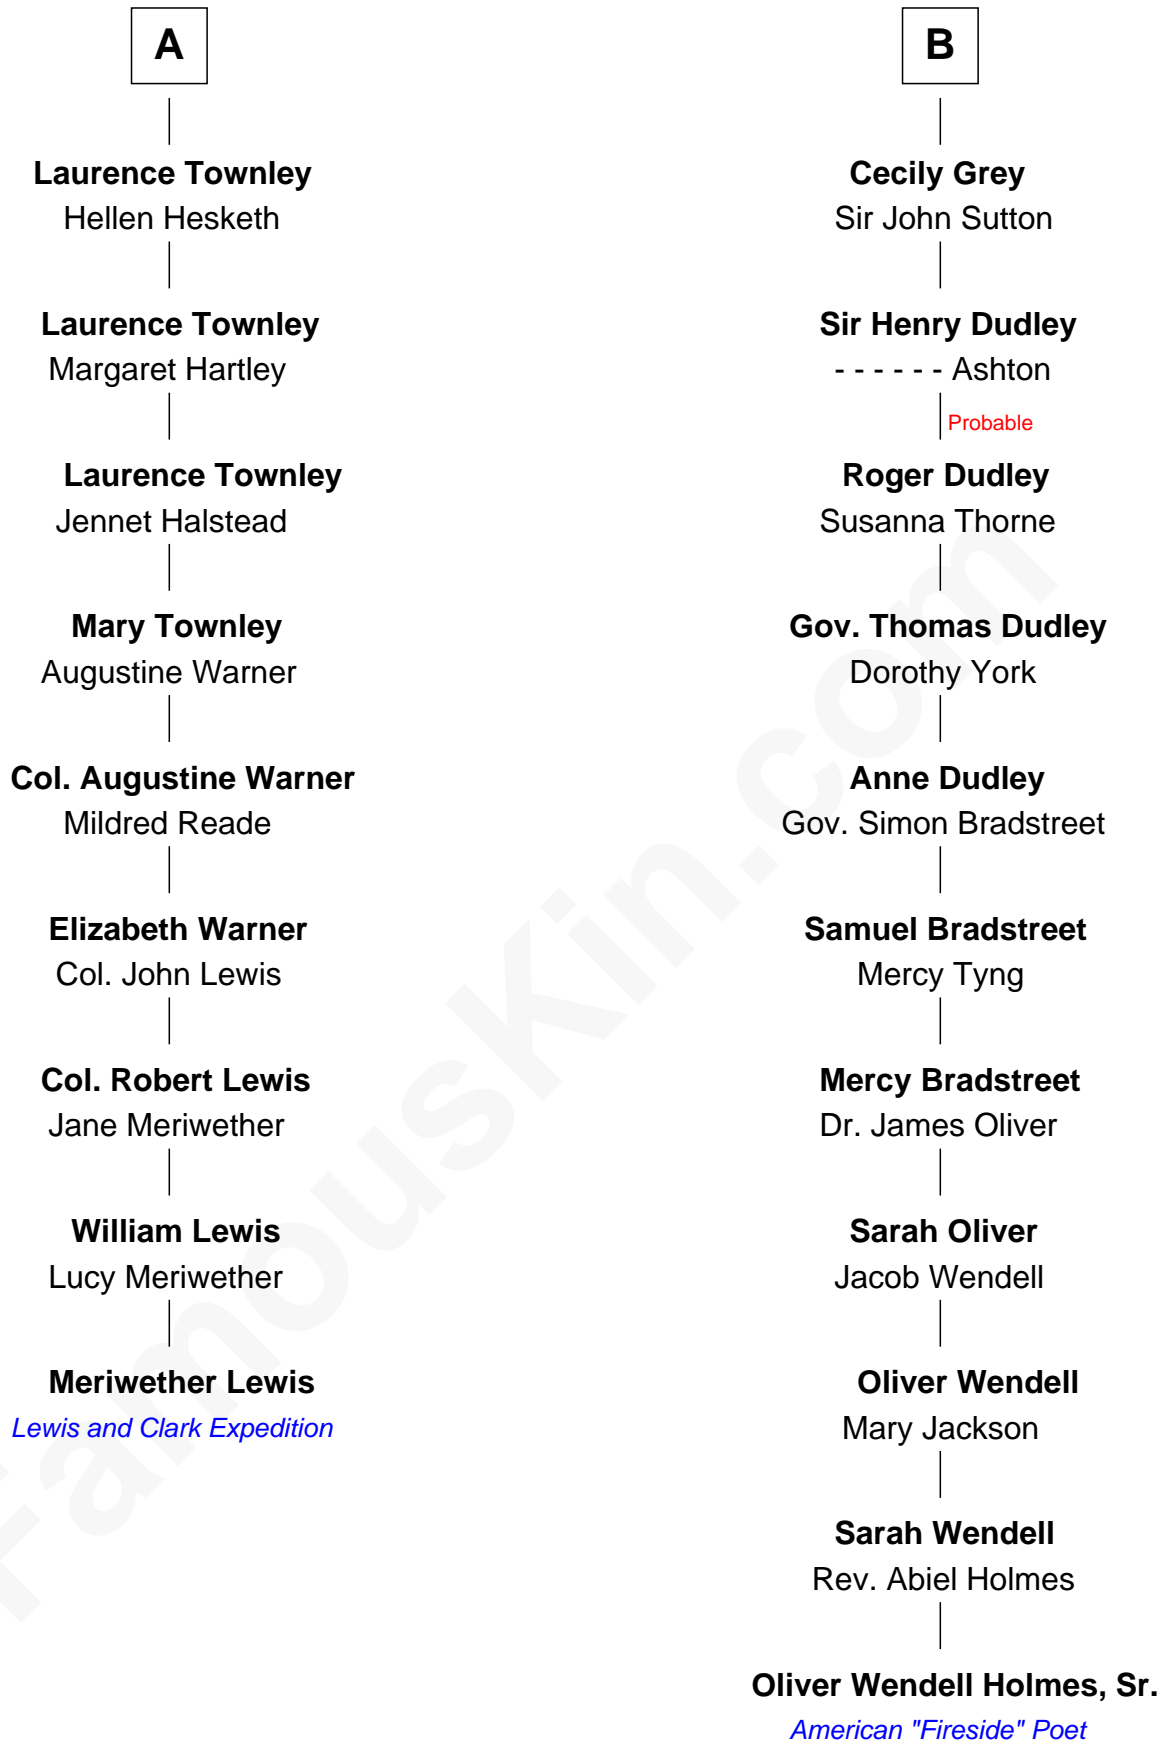 A
Laurence Townley
Hellen Hesketh
Laurence Townley
Margaret Hartley
Laurence Townley
Jennet Halstead
Mary Townley
Augustine Warner
Col. Augustine Warner
Mildred Reade
Elizabeth Warner
Col. John Lewis
Col. Robert Lewis
Jane Meriwether
William Lewis
Lucy Meriwether
Meriwether Lewis
Lewis and Clark Expedition
B
Cecily Grey
Sir John Sutton
Sir Henry Dudley
- - - - - - Ashton
Probable
Roger Dudley
Susanna Thorne
Gov. Thomas Dudley
Dorothy York
Anne Dudley
Gov. Simon Bradstreet
Samuel Bradstreet
Mercy Tyng
Mercy Bradstreet
Dr. James Oliver
Sarah Oliver
Jacob Wendell
Oliver Wendell
Mary Jackson
Sarah Wendell
Rev. Abiel Holmes
Oliver Wendell Holmes, Sr.
American "Fireside" Poet
FamousKin.com